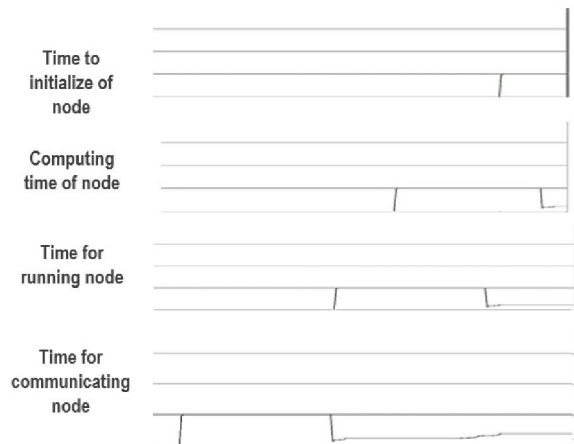 Time to
initialize of
node
Computing
time of node
Time for
running node
Time for
communicating
node